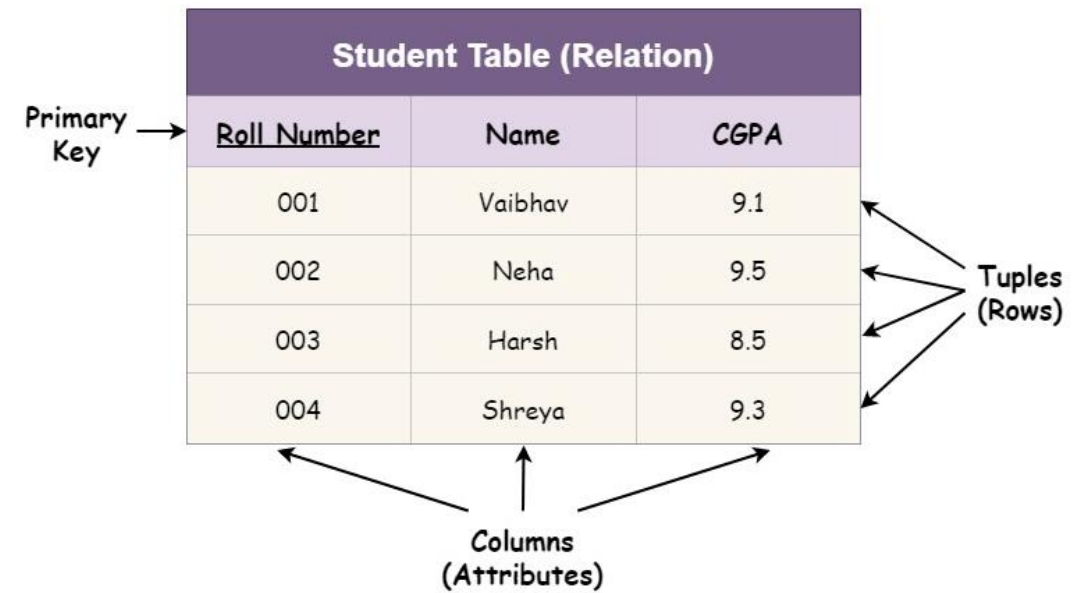 Student Table (Relation)
Primary
Key
Roll Number Name CGPA
001 Vaibhav 9.1
002 Neha 9.5
003 Harsh 8.5
004 Shreya 9.3
Tuples
(Rows)
Columns
(Attributes)